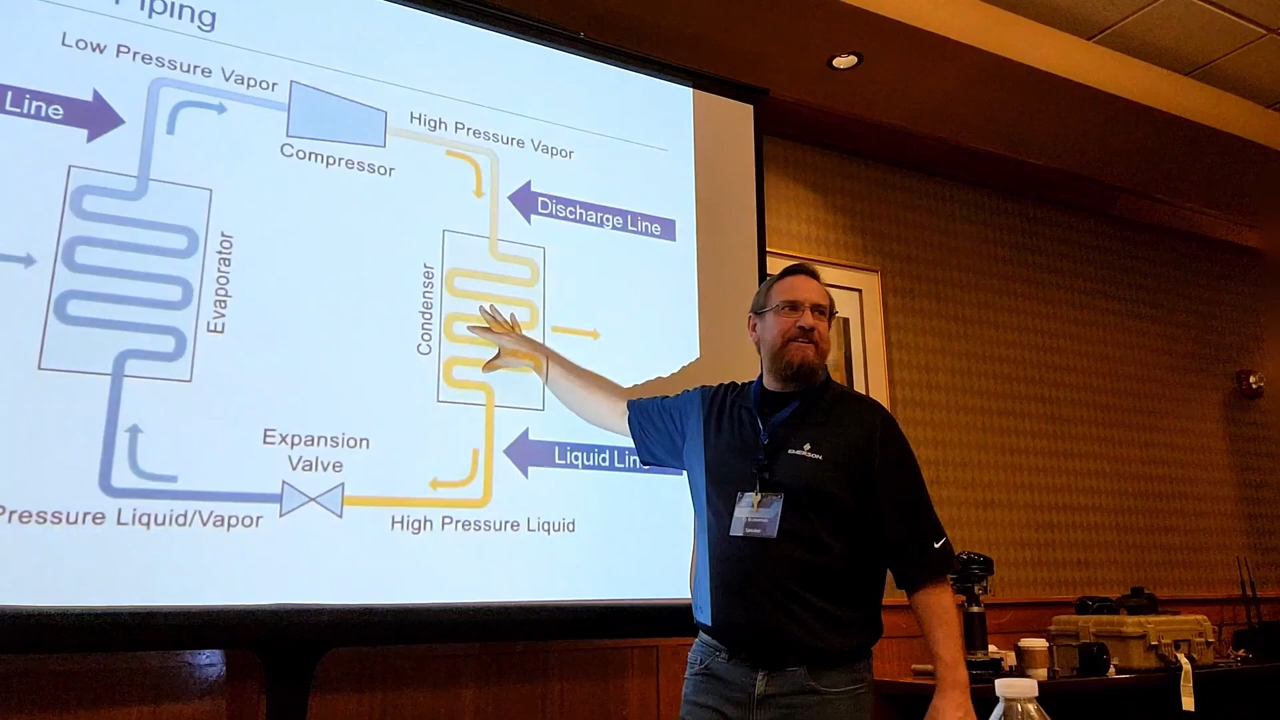 Piping
Low Pressure Vapor
Line
High Pressure Vapor
Compressor
Discharge Line
Evaporator
Condenser
Expansion
Valve
Liquid Line
Pressure Liquid/Vapor
High Pressure Liquid
EMERSON
Speaker